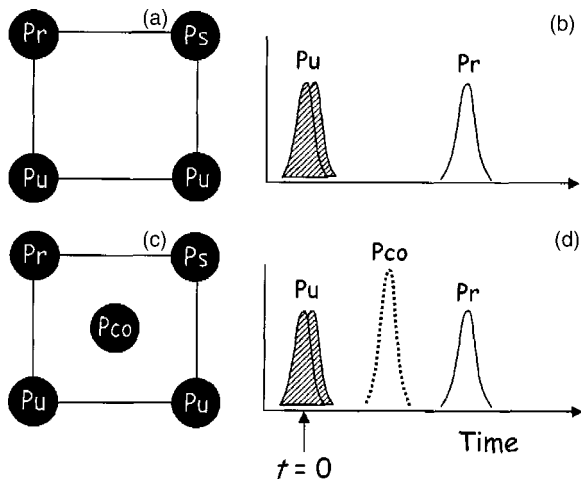 (a)
Pr Ps
Pu Pu
(b)
Pu Pr
(c)
Pr Ps
Pco
Pu Pu
(d)
Pco
Pu Pr
Time
t = 0